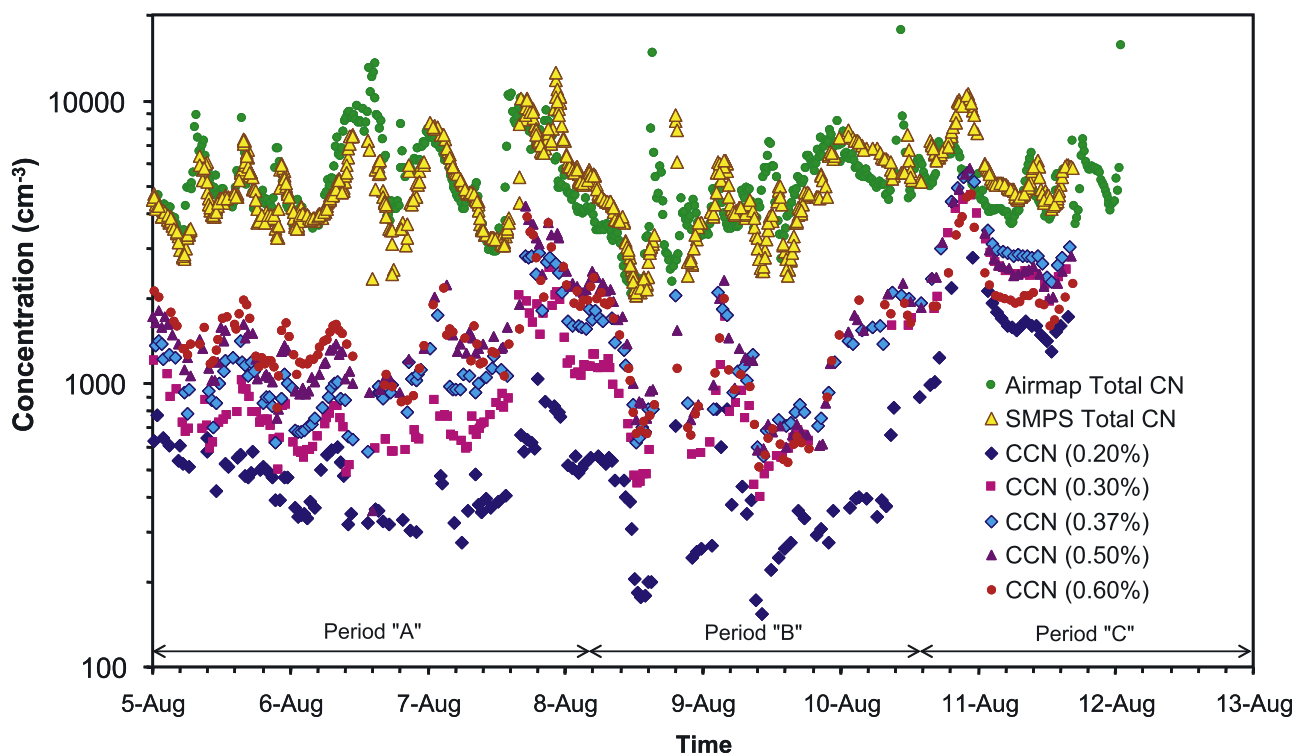 Concentration (cm-3)
10000
1000
100
Airmap Total CN
SMPS Total CN
CCN (0.20%)
CCN (0.30%)
CCN (0.37%)
CCN (0.50%)
CCN (0.60%)
Period "A"
Period "B"
Period "C"
5-Aug
6-Aug
7-Aug
8-Aug
9-Aug
10-Aug
11-Aug
12-Aug
13-Aug
Time